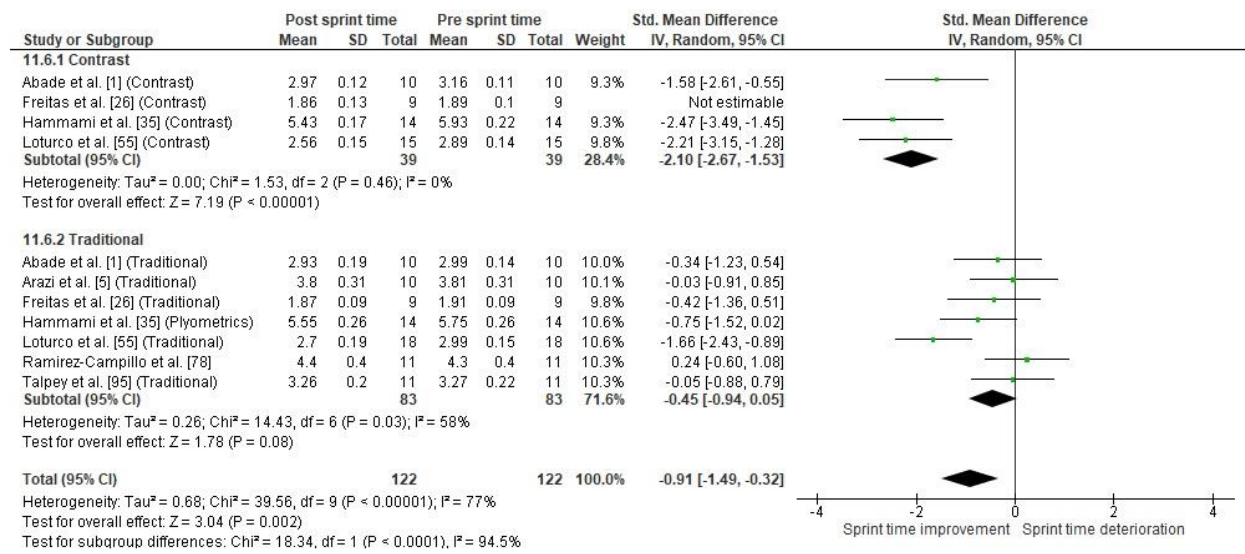 Post sprint time Pre sprint time Std. Mean Difference Std. Mean Difference
Study or Subgroup Mean SD Total Mean SD Total Weight IV, Random, 95% CI IV, Random, 95% CI
11.6.1 Contrast
Abade et al. [1] (Contrast) 2.97 0.12 10 3.16 0.11 10 9.3% -1.58 [-2.61, -0.55]
Freitas et al. [26] (Contrast) 1.86 0.13 9 1.89 0.1 9 Not estimable
Hammami et al. [35] (Contrast) 5.43 0.17 14 5.93 0.22 14 9.3% -2.47 [-3.49, -1.45]
Loturco et al. [55] (Contrast) 2.56 0.15 15 2.89 0.14 15 9.8% -2.21 [-3.15, -1.28]
Subtotal (95% CI) 39 39 28.4% -2.10 [-2.67, -1.53]
Heterogeneity: Tau² = 0.00; Chi² = 1.53, df = 2 (P = 0.46); I² = 0%
Test for overall effect: Z = 7.19 (P < 0.00001)
11.6.2 Traditional
Abade et al. [1] (Traditional) 2.93 0.19 10 2.99 0.14 10 10.0% -0.34 [-1.23, 0.54]
Arazi et al. [5] (Traditional) 3.8 0.31 10 3.81 0.31 10 10.1% -0.03 [-0.91, 0.85]
Freitas et al. [26] (Traditional) 1.87 0.09 9 1.91 0.09 9 9.8% -0.42 [-1.36, 0.51]
Hammami et al. [35] (Plyometrics) 5.55 0.26 14 5.75 0.26 14 10.6% -0.75 [-1.52, 0.02]
Loturco et al. [55] (Traditional) 2.7 0.19 18 2.99 0.15 18 10.6% -1.66 [-2.43, -0.89]
Ramirez-Campillo et al. [78] 4.4 0.4 11 4.3 0.4 11 10.3% 0.24 [-0.60, 1.08]
Talpey et al. [95] (Traditional) 3.26 0.2 11 3.27 0.22 11 10.3% -0.05 [-0.88, 0.79]
Subtotal (95% CI) 83 83 71.6% -0.45 [-0.94, 0.05]
Heterogeneity: Tau² = 0.26; Chi² = 14.43, df = 6 (P = 0.03); I² = 58%
Test for overall effect: Z = 1.78 (P = 0.08)
Total (95% CI) 122 122 100.0% -0.91 [-1.49, -0.32]
Heterogeneity: Tau² = 0.68; Chi² = 39.56, df = 9 (P < 0.00001); I² = 77%
Test for overall effect: Z = 3.04 (P = 0.002)
Test for subgroup differences: Chi² = 18.34, df = 1 (P < 0.0001), I² = 94.5%
-4 -2 0 2 4
Sprint time improvement Sprint time deterioration